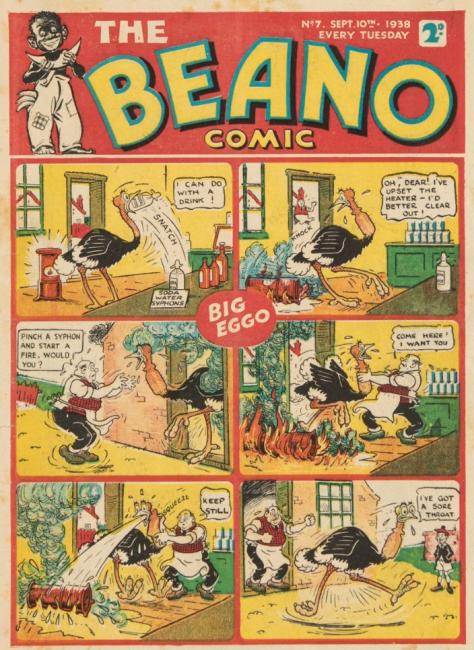 THE
BEANO
COMIC
Nº7. SEPT. 10TH. 1938
EVERY TUESDAY
2D
I CAN DO
WITH A
DRINK!
SNATCH
SODA
WATER
SYPHONS
OH, DEAR! I'VE
UPSET THE
HEATER – I'D
BETTER CLEAR
OUT!
KNOCK
BIG
EGGO
PINCH A SYPHON
AND START A
FIRE, WOULD
YOU?
COME HERE!
I WANT YOU
SQUEEZE
KEEP
STILL
I'VE GOT
A SORE
THROAT